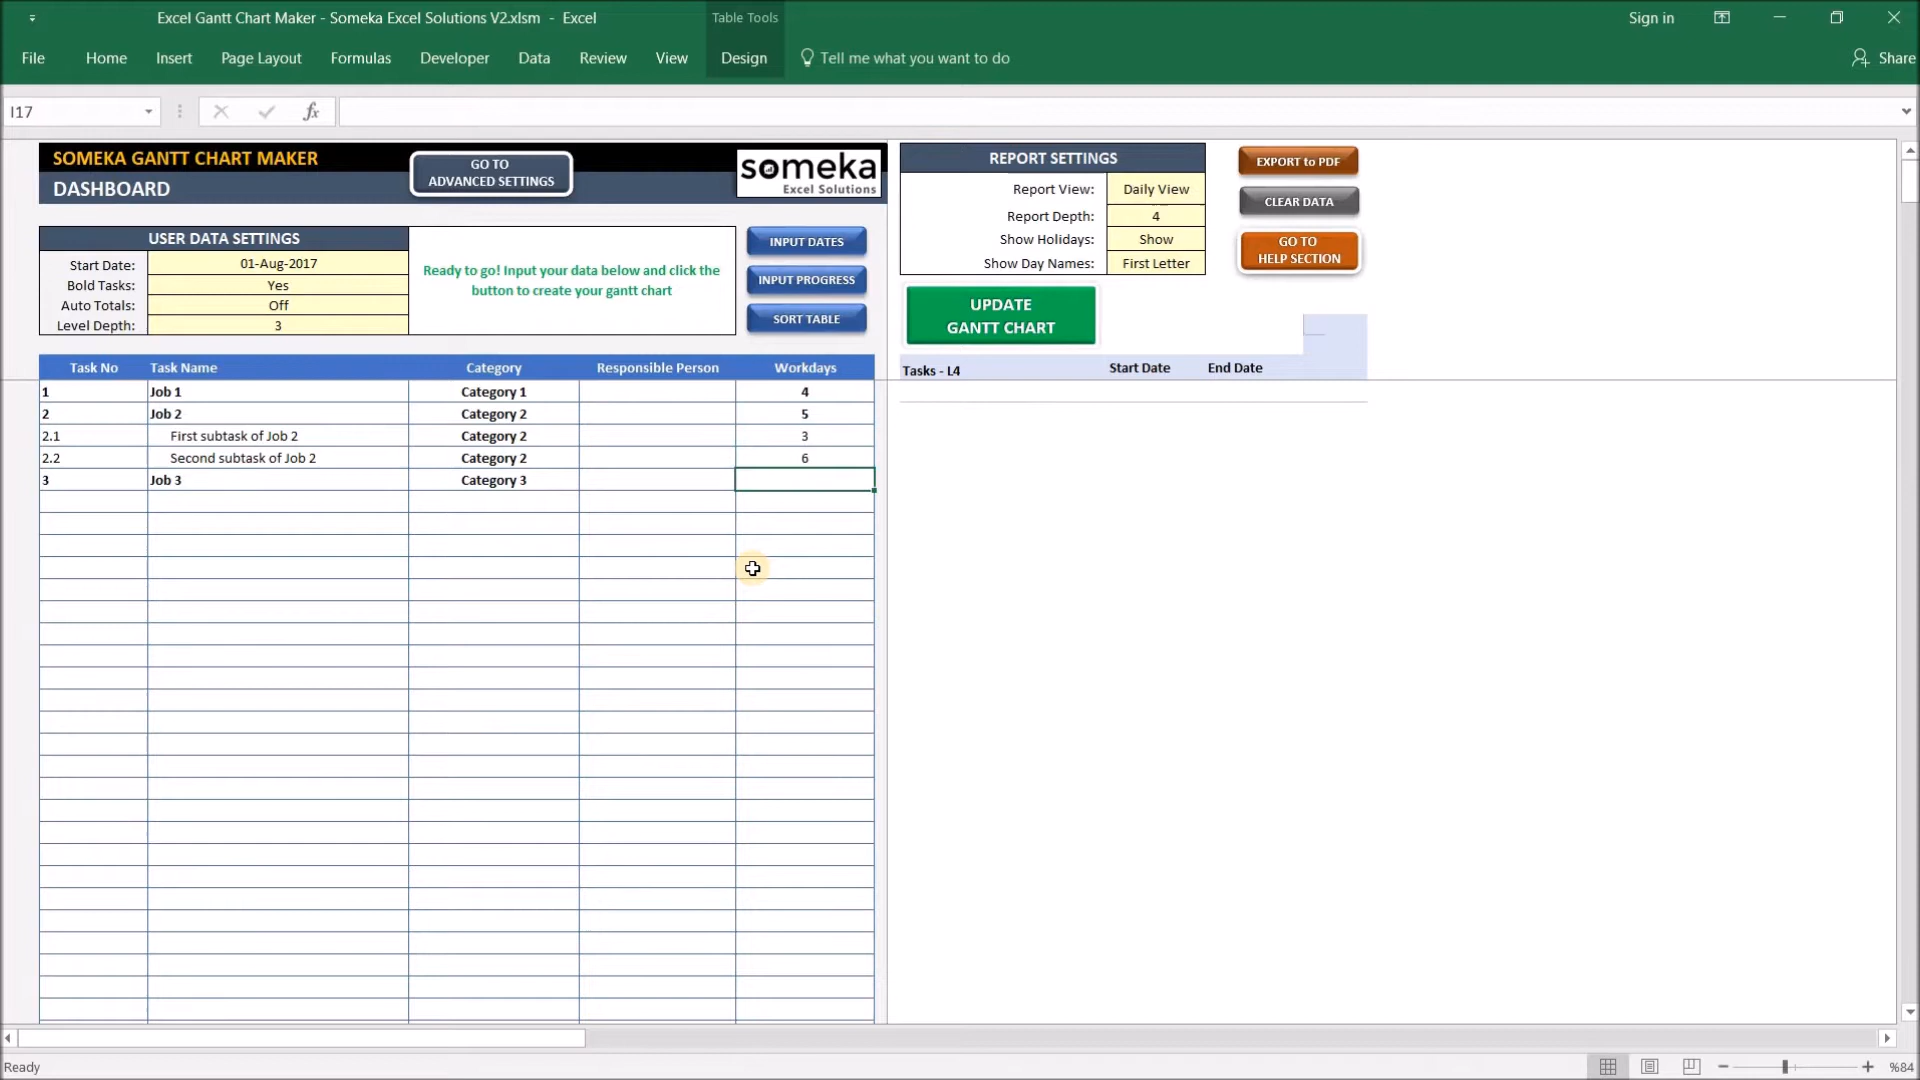 Excel Gantt Chart Maker - Someka Excel Solutions V2.xlsm - Excel
Table Tools
Sign in
File Home Insert Page Layout Formulas Developer Data Review View Design Tell me what you want to do Share
I17 fx
SOMEKA GANTT CHART MAKER
DASHBOARD
GO TO
ADVANCED SETTINGS
someka
Excel Solutions
USER DATA SETTINGS
Start Date: 01-Aug-2017
Bold Tasks: Yes
Auto Totals: Off
Level Depth: 3
Ready to go! Input your data below and click the
button to create your gantt chart
INPUT DATES
INPUT PROGRESS
SORT TABLE
REPORT SETTINGS
Report View: Daily View
Report Depth: 4
Show Holidays: Show
Show Day Names: First Letter
EXPORT to PDF
CLEAR DATA
GO TO
HELP SECTION
UPDATE
GANTT CHART
Task No Task Name Category Responsible Person Workdays
1 Job 1 Category 1 4
2 Job 2 Category 2 5
2.1 First subtask of Job 2 Category 2 3
2.2 Second subtask of Job 2 Category 2 6
3 Job 3 Category 3
Tasks - L4 Start Date End Date
Ready
%84